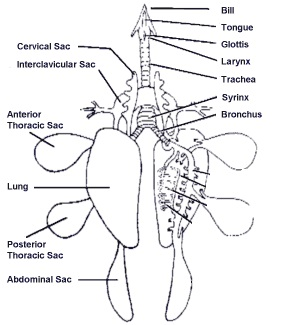 Bill
Tongue
Glottis
Larynx
Trachea
Syrinx
Bronchus
Cervical Sac
Interclavicular Sac
Anterior
Thoracic Sac
Lung
Posterior
Thoracic Sac
Abdominal Sac